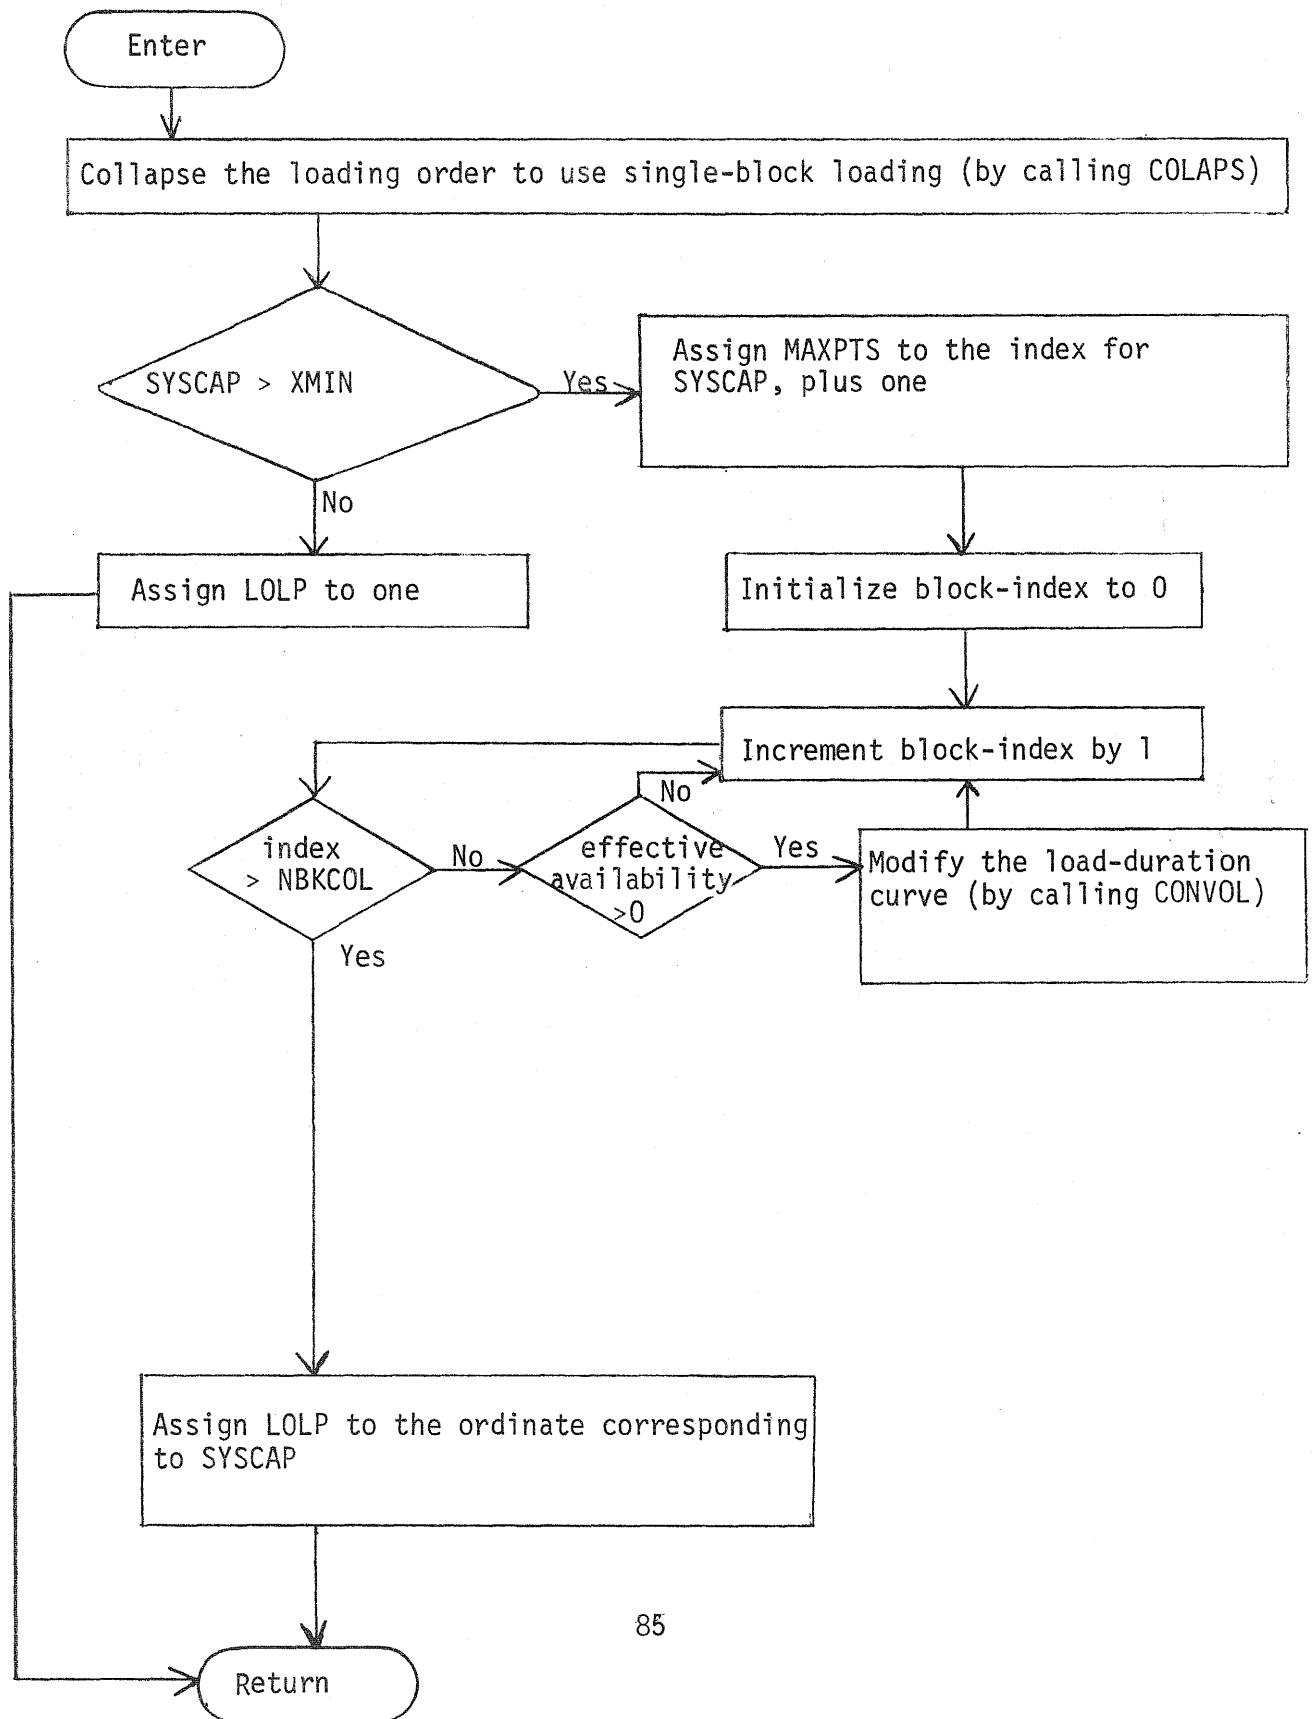 Enter
Collapse the loading order to use single-block loading (by calling COLAPS)
SYSCAP > XMIN
Yes
Assign MAXPTS to the index for
SYSCAP, plus one
No
Assign LOLP to one
Initialize block-index to 0
Increment block-index by 1
No
index
> NBKCOL
No
effective
availability
>0
Yes
Modify the load-duration
curve (by calling CONVOL)
Yes
Assign LOLP to the ordinate corresponding
to SYSCAP
85
Return